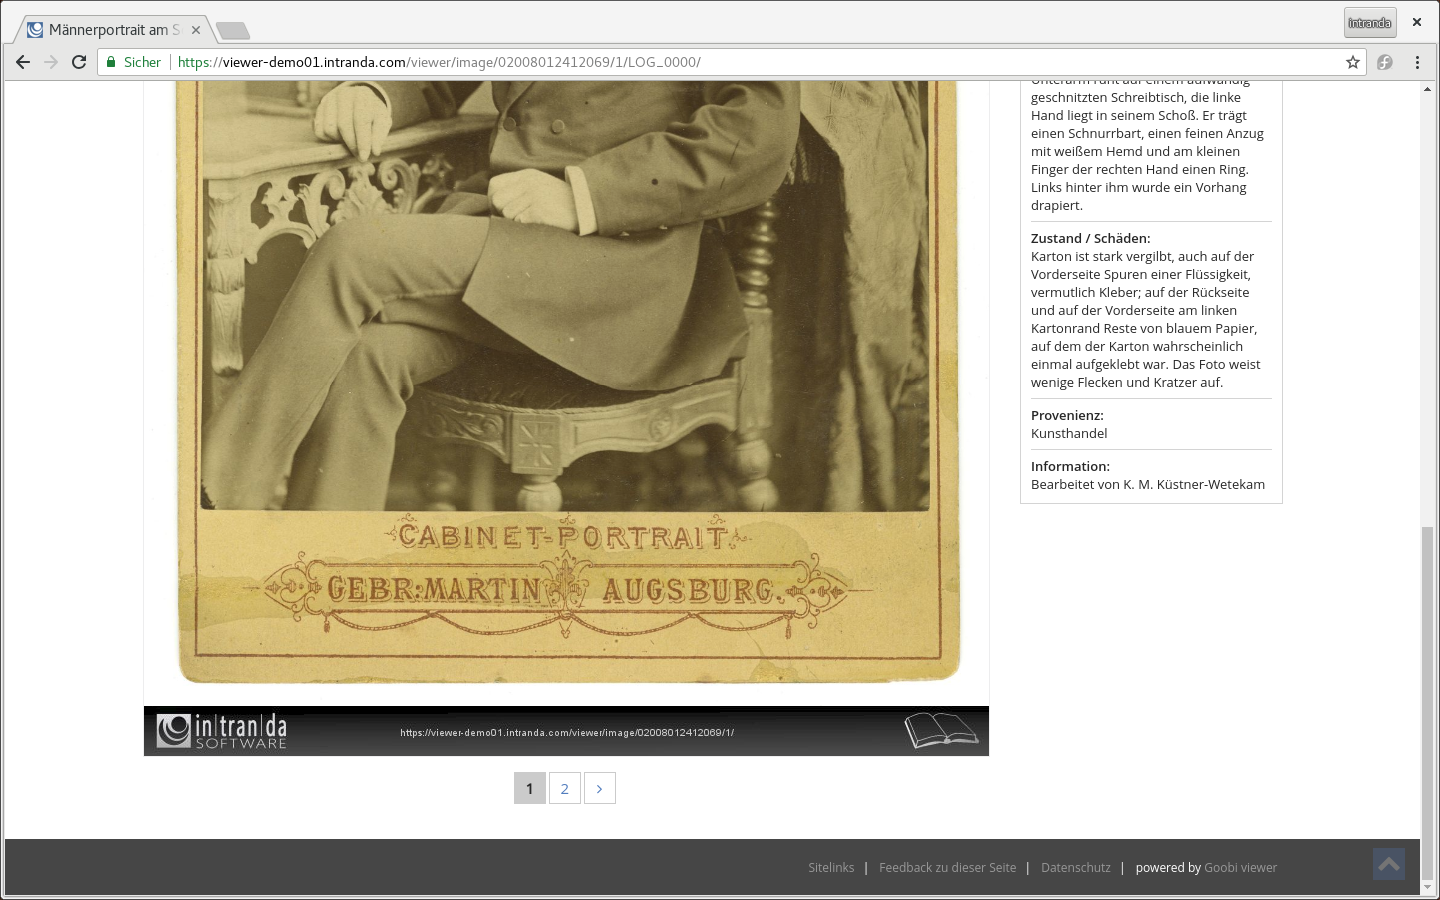 Männerportrait am S
intranda
Sicher
https://viewer-demo01.intranda.com/viewer/image/02008012412069/1/LOG_0000/
Unterarm ruht auf einem aufwändig
geschnitzten Schreibtisch, die linke
Hand liegt in seinem Schoß. Er trägt
einen Schnurrbart, einen feinen Anzug
mit weißem Hemd und am kleinen
Finger der rechten Hand einen Ring.
Links hinter ihm wurde ein Vorhang
drapiert.
Zustand / Schäden:
Karton ist stark vergilbt, auch auf der
Vorderseite Spuren einer Flüssigkeit,
vermutlich Kleber; auf der Rückseite
und auf der Vorderseite am linken
Kartonrand Reste von blauem Papier,
auf dem der Karton wahrscheinlich
einmal aufgeklebt war. Das Foto weist
wenige Flecken und Kratzer auf.
Provenienz:
Kunsthandel
Information:
Bearbeitet von K. M. Küstner-Wetekam
CABINET-PORTRAIT.
GEBR: MARTIN AUGSBURG.
in|tran|da
SOFTWARE
https://viewer-demo01.intranda.com/viewer/image/02008012412069/1/
1 2 >
Sitelinks | Feedback zu dieser Seite | Datenschutz | powered by Goobi viewer